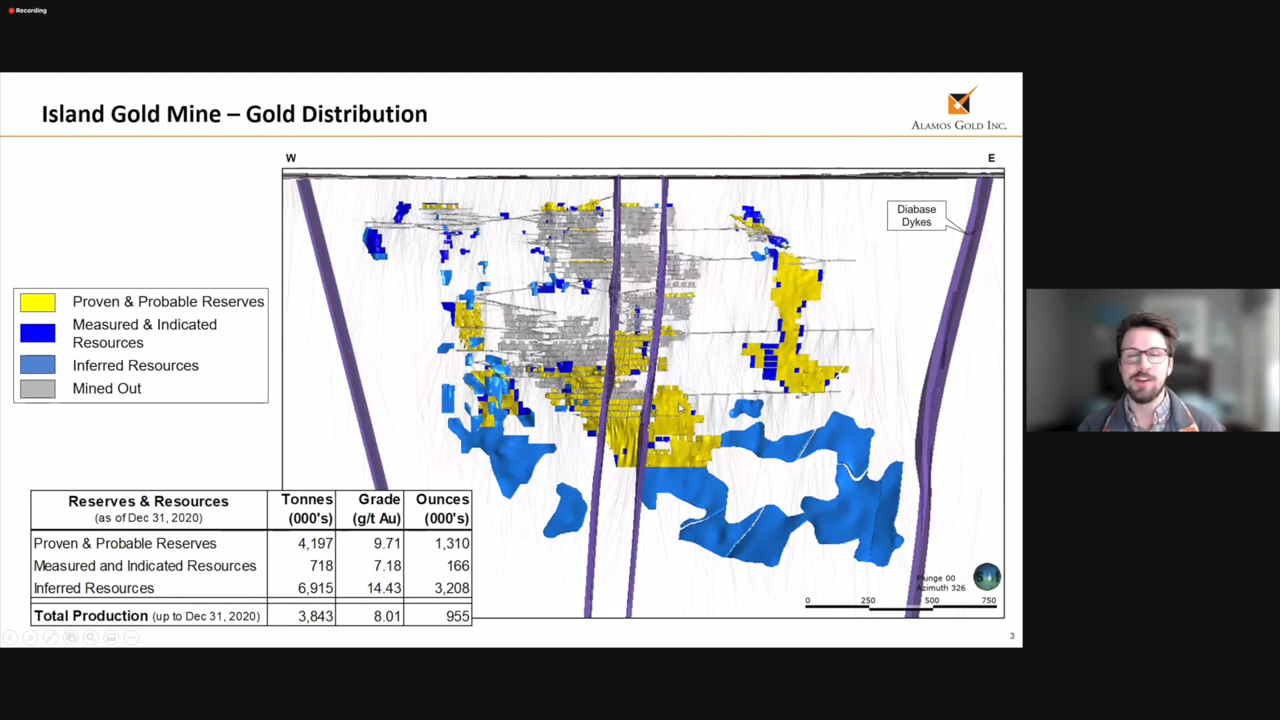 Recording
Island Gold Mine – Gold Distribution
ALAMOS GOLD INC.
W
E
Diabase
Dykes
Proven & Probable Reserves
Measured & Indicated
Resources
Inferred Resources
Mined Out
Reserves & Resources
(as of Dec 31, 2020)
Tonnes
(000's)
Grade
(g/t Au)
Ounces
(000's)
Proven & Probable Reserves 4,197 9.71 1,310
Measured and Indicated Resources 718 7.18 166
Inferred Resources 6,915 14.43 3,208
Total Production (up to Dec 31, 2020) 3,843 8.01 955
Plunge 00
Azimuth 326
0 250 500 750
3